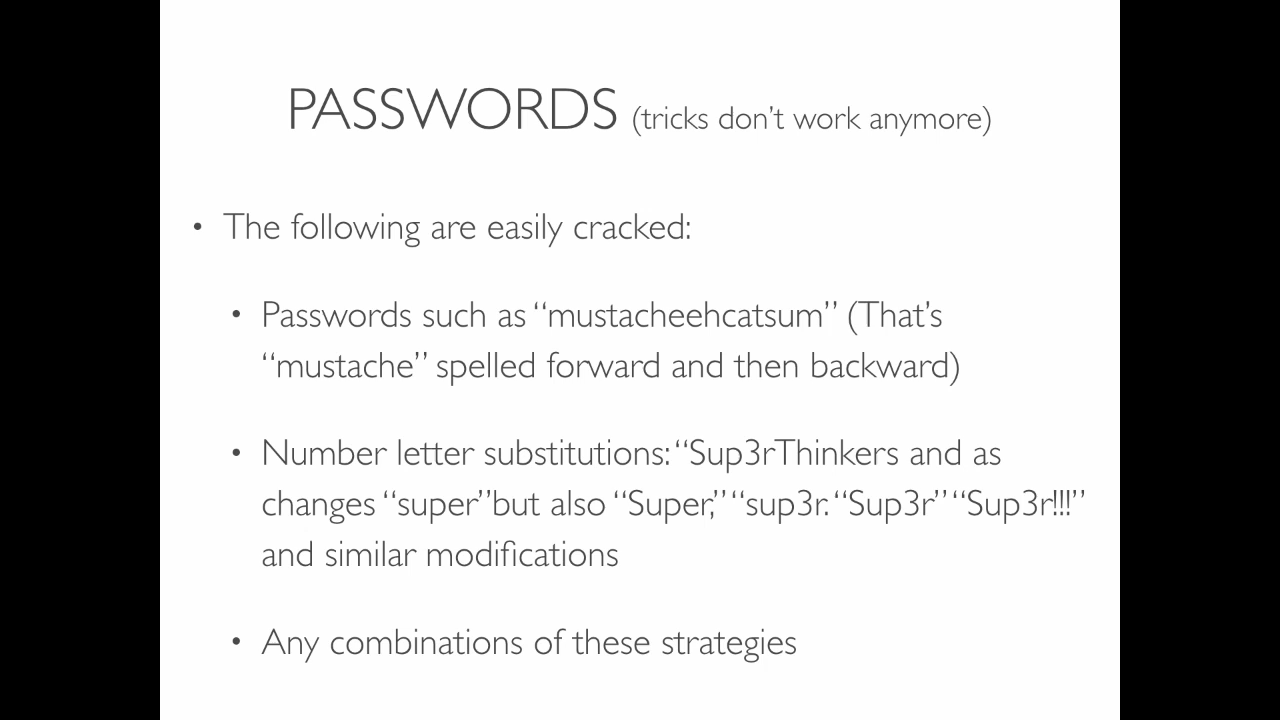 PASSWORDS (tricks don’t work anymore)
• The following are easily cracked:
• Passwords such as “mustacheehcatsum” (That’s
“mustache” spelled forward and then backward)
• Number letter substitutions: “Sup3rThinkers and as
changes “super”but also “Super,” “sup3r. “Sup3r” “Sup3r!!!”
and similar modifications
• Any combinations of these strategies